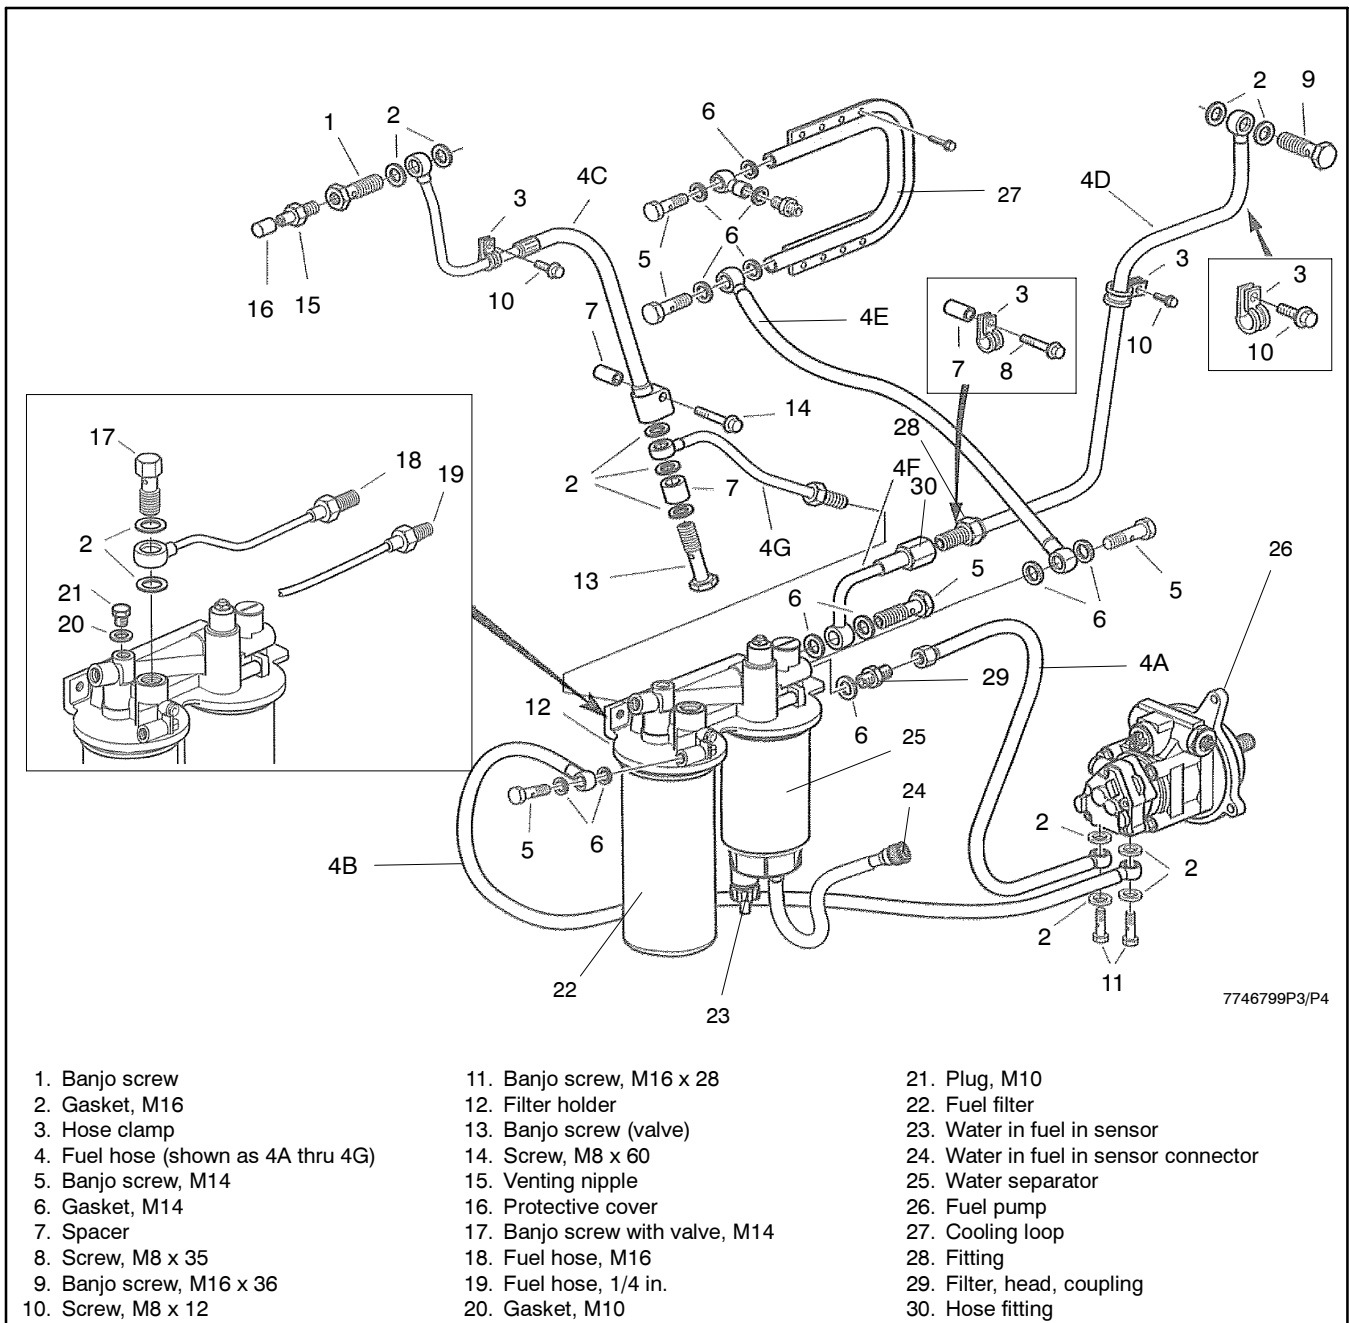 2
9
6
1
2
4C
27
4D
3
5
6
3
3
3
16
15
10
7
4E
7
8
10
10
17
14
28
18
19
2
7
4F
30
2
4G
13
5
26
21
6
6
5
20
4A
29
12
6
25
24
5
6
2
4B
2
2
11
22
23
7746799P3/P4
1. Banjo screw
2. Gasket, M16
3. Hose clamp
4. Fuel hose (shown as 4A thru 4G)
5. Banjo screw, M14
6. Gasket, M14
7. Spacer
8. Screw, M8 x 35
9. Banjo screw, M16 x 36
10. Screw, M8 x 12
11. Banjo screw, M16 x 28
12. Filter holder
13. Banjo screw (valve)
14. Screw, M8 x 60
15. Venting nipple
16. Protective cover
17. Banjo screw with valve, M14
18. Fuel hose, M16
19. Fuel hose, 1/4 in.
20. Gasket, M10
21. Plug, M10
22. Fuel filter
23. Water in fuel in sensor
24. Water in fuel in sensor connector
25. Water separator
26. Fuel pump
27. Cooling loop
28. Fitting
29. Filter, head, coupling
30. Hose fitting